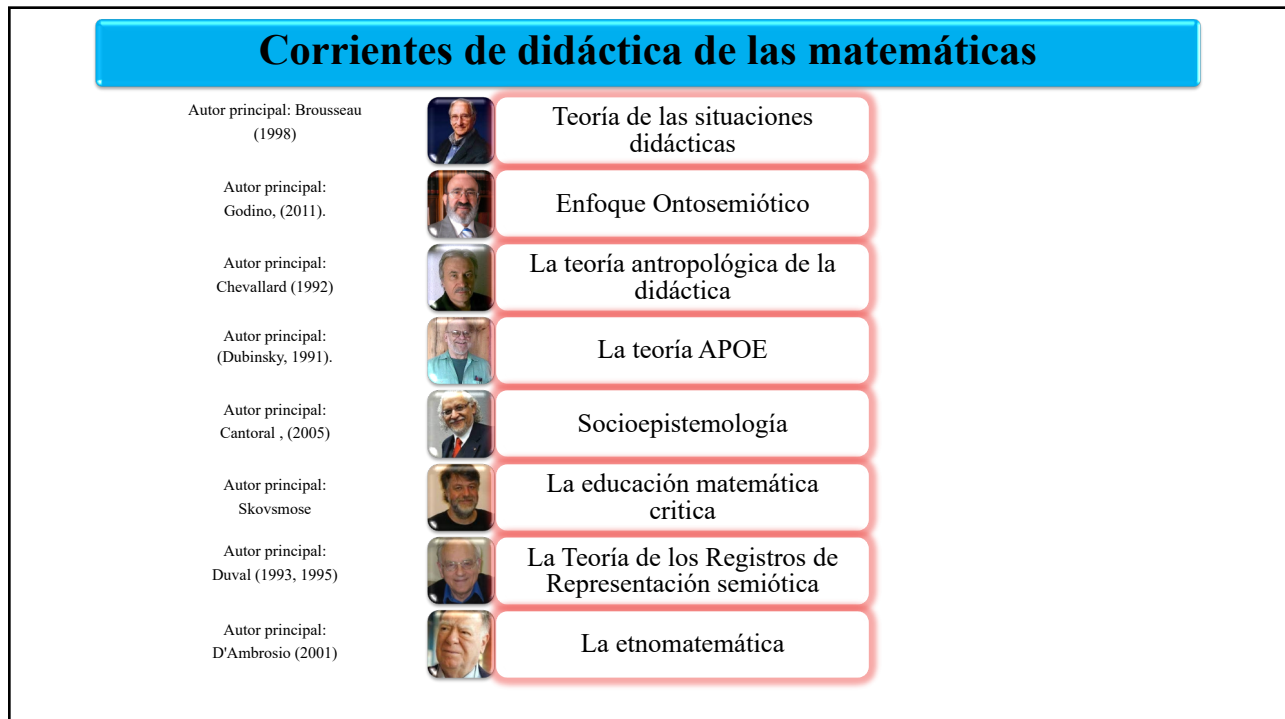 Corrientes de didáctica de las matemáticas
Autor principal: Brousseau
(1998)
Teoría de las situaciones
didácticas
Autor principal:
Godino, (2011).
Enfoque Ontosemiótico
Autor principal:
Chevallard (1992)
La teoría antropológica de la
didáctica
Autor principal:
(Dubinsky, 1991).
La teoría APOE
Autor principal:
Cantoral , (2005)
Socioepistemología
Autor principal:
Skovsmose
La educación matemática
critica
Autor principal:
Duval (1993, 1995)
La Teoría de los Registros de
Representación semiótica
Autor principal:
D'Ambrosio (2001)
La etnomatemática